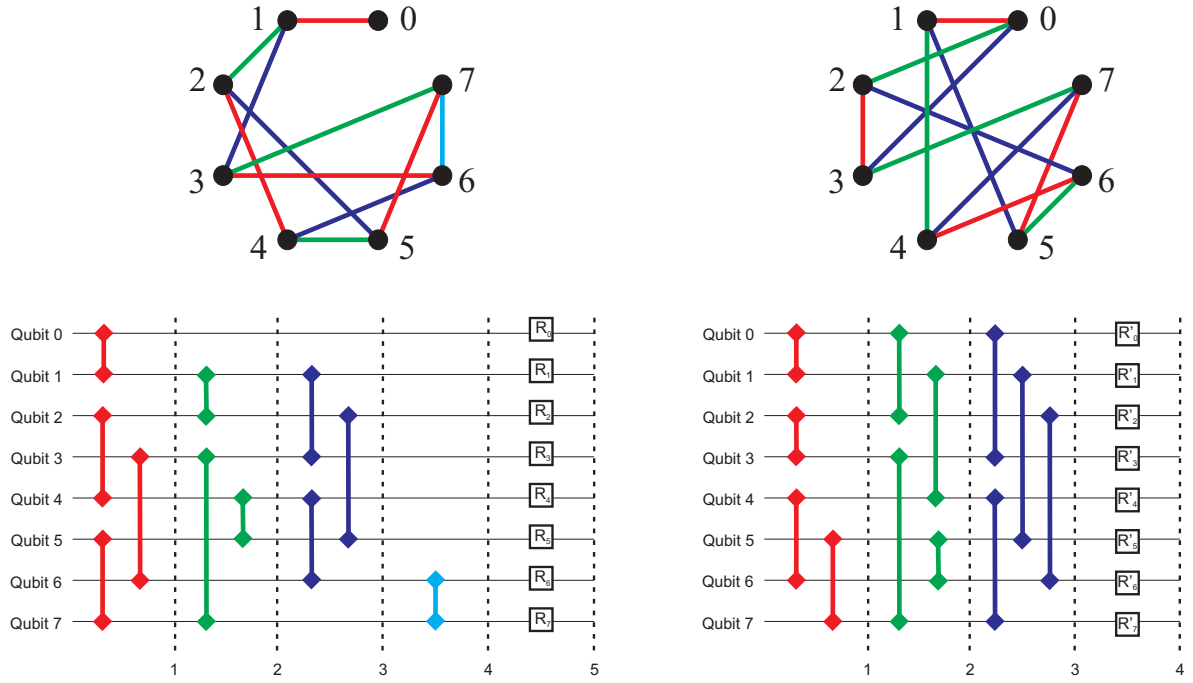 1 0
2 7
3 6
4 5
1 0
2 7
3 6
4 5
Qubit 0 R₀
Qubit 1 R₁
Qubit 2 R₂
Qubit 3 R₃
Qubit 4 R₄
Qubit 5 R₅
Qubit 6 R₆
Qubit 7 R₇
1 2 3 4 5
Qubit 0 R'₀
Qubit 1 R'₁
Qubit 2 R'₂
Qubit 3 R'₃
Qubit 4 R'₄
Qubit 5 R'₅
Qubit 6 R'₆
Qubit 7 R'₇
1 2 3 4